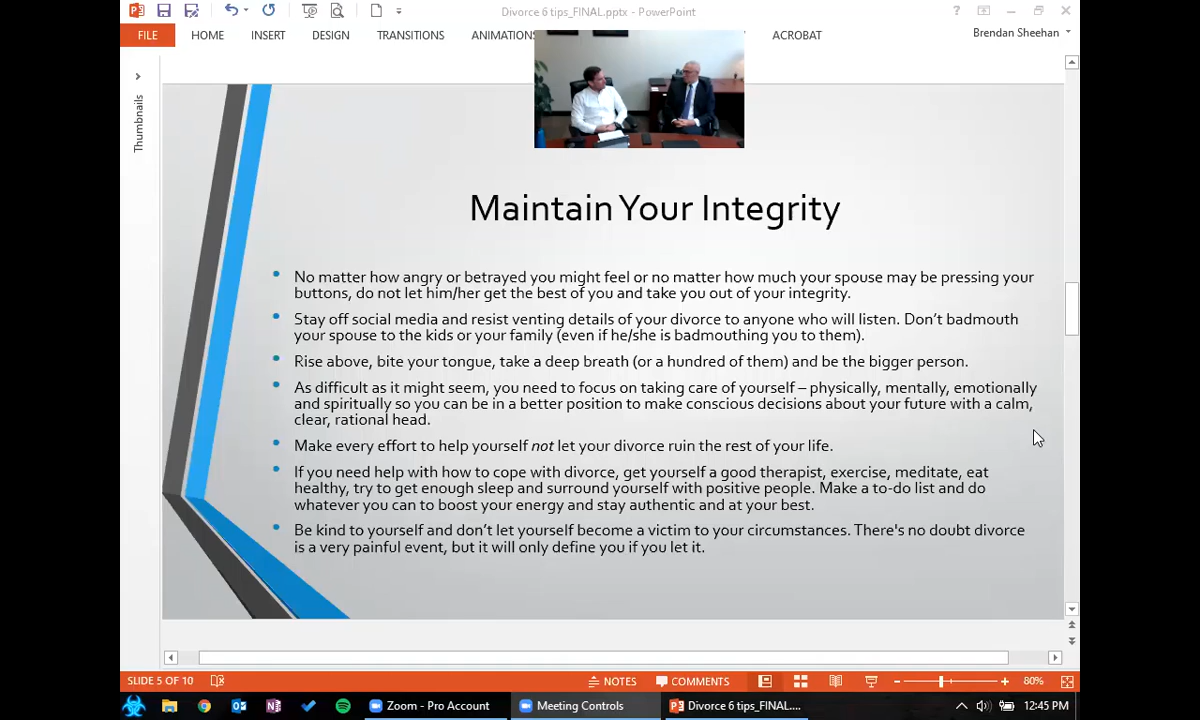 Divorce 6 tips_FINAL.pptx - PowerPoint
?
FILE HOME INSERT DESIGN TRANSITIONS ANIMATIONS ACROBAT Brendan Sheehan
Thumbnails
Maintain Your Integrity
• No matter how angry or betrayed you might feel or no matter how much your spouse may be pressing your
buttons, do not let him/her get the best of you and take you out of your integrity.
• Stay off social media and resist venting details of your divorce to anyone who will listen. Don’t badmouth
your spouse to the kids or your family (even if he/she is badmouthing you to them).
• Rise above, bite your tongue, take a deep breath (or a hundred of them) and be the bigger person.
• As difficult as it might seem, you need to focus on taking care of yourself – physically, mentally, emotionally
and spiritually so you can be in a better position to make conscious decisions about your future with a calm,
clear, rational head.
• Make every effort to help yourself not let your divorce ruin the rest of your life.
• If you need help with how to cope with divorce, get yourself a good therapist, exercise, meditate, eat
healthy, try to get enough sleep and surround yourself with positive people. Make a to-do list and do
whatever you can to boost your energy and stay authentic and at your best.
• Be kind to yourself and don’t let yourself become a victim to your circumstances. There's no doubt divorce
is a very painful event, but it will only define you if you let it.
SLIDE 5 OF 10 NOTES COMMENTS 80%
Zoom - Pro Account Meeting Controls Divorce 6 tips_FINAL.... 12:45 PM